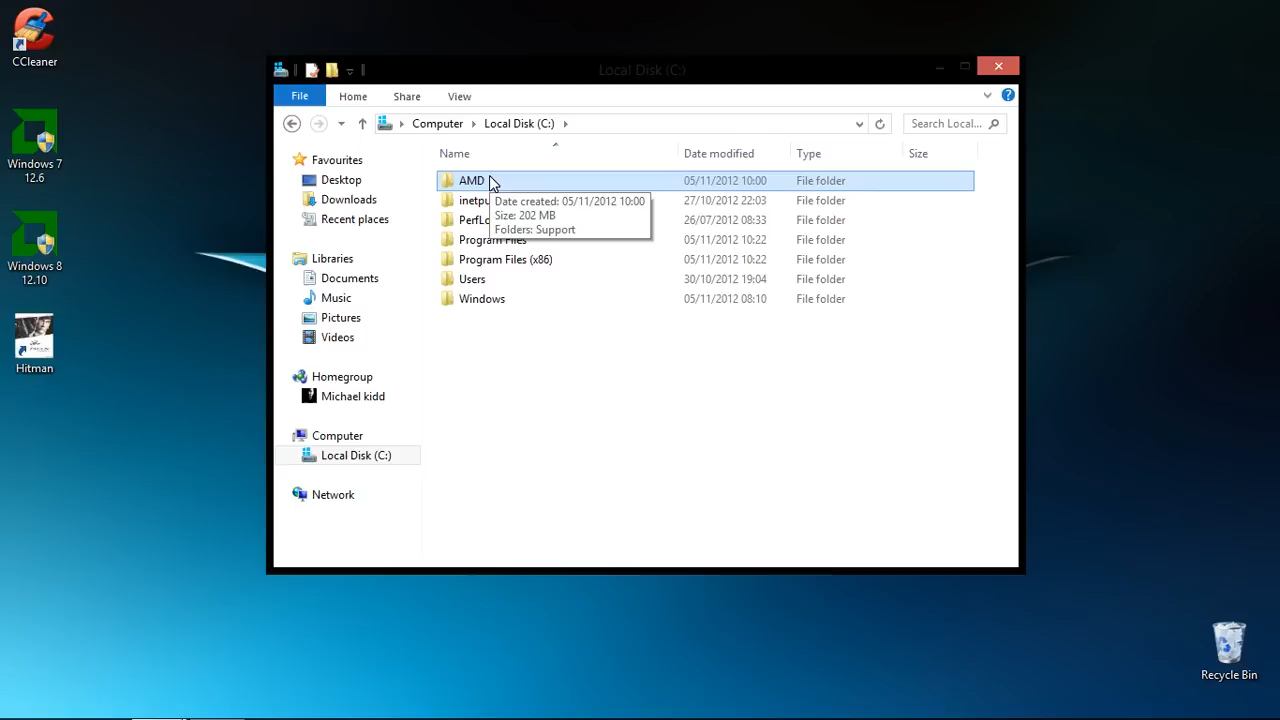 CCleaner
Windows 7
12.6
Windows 8
12.10
Hitman
Local Disk (C:)
File Home Share View
Computer Local Disk (C:) Search Local...
Favourites
Desktop
Downloads
Recent places
Libraries
Documents
Music
Pictures
Videos
Homegroup
Michael kidd
Computer
Local Disk (C:)
Network
Name Date modified Type Size
AMD 05/11/2012 10:00 File folder
inetpu 27/10/2012 22:03 File folder
PerfLo 26/07/2012 08:33 File folder
Program Files 05/11/2012 10:22 File folder
Program Files (x86) 05/11/2012 10:22 File folder
Users 30/10/2012 19:04 File folder
Windows 05/11/2012 08:10 File folder
Date created: 05/11/2012 10:00
Size: 202 MB
Folders: Support
Recycle Bin